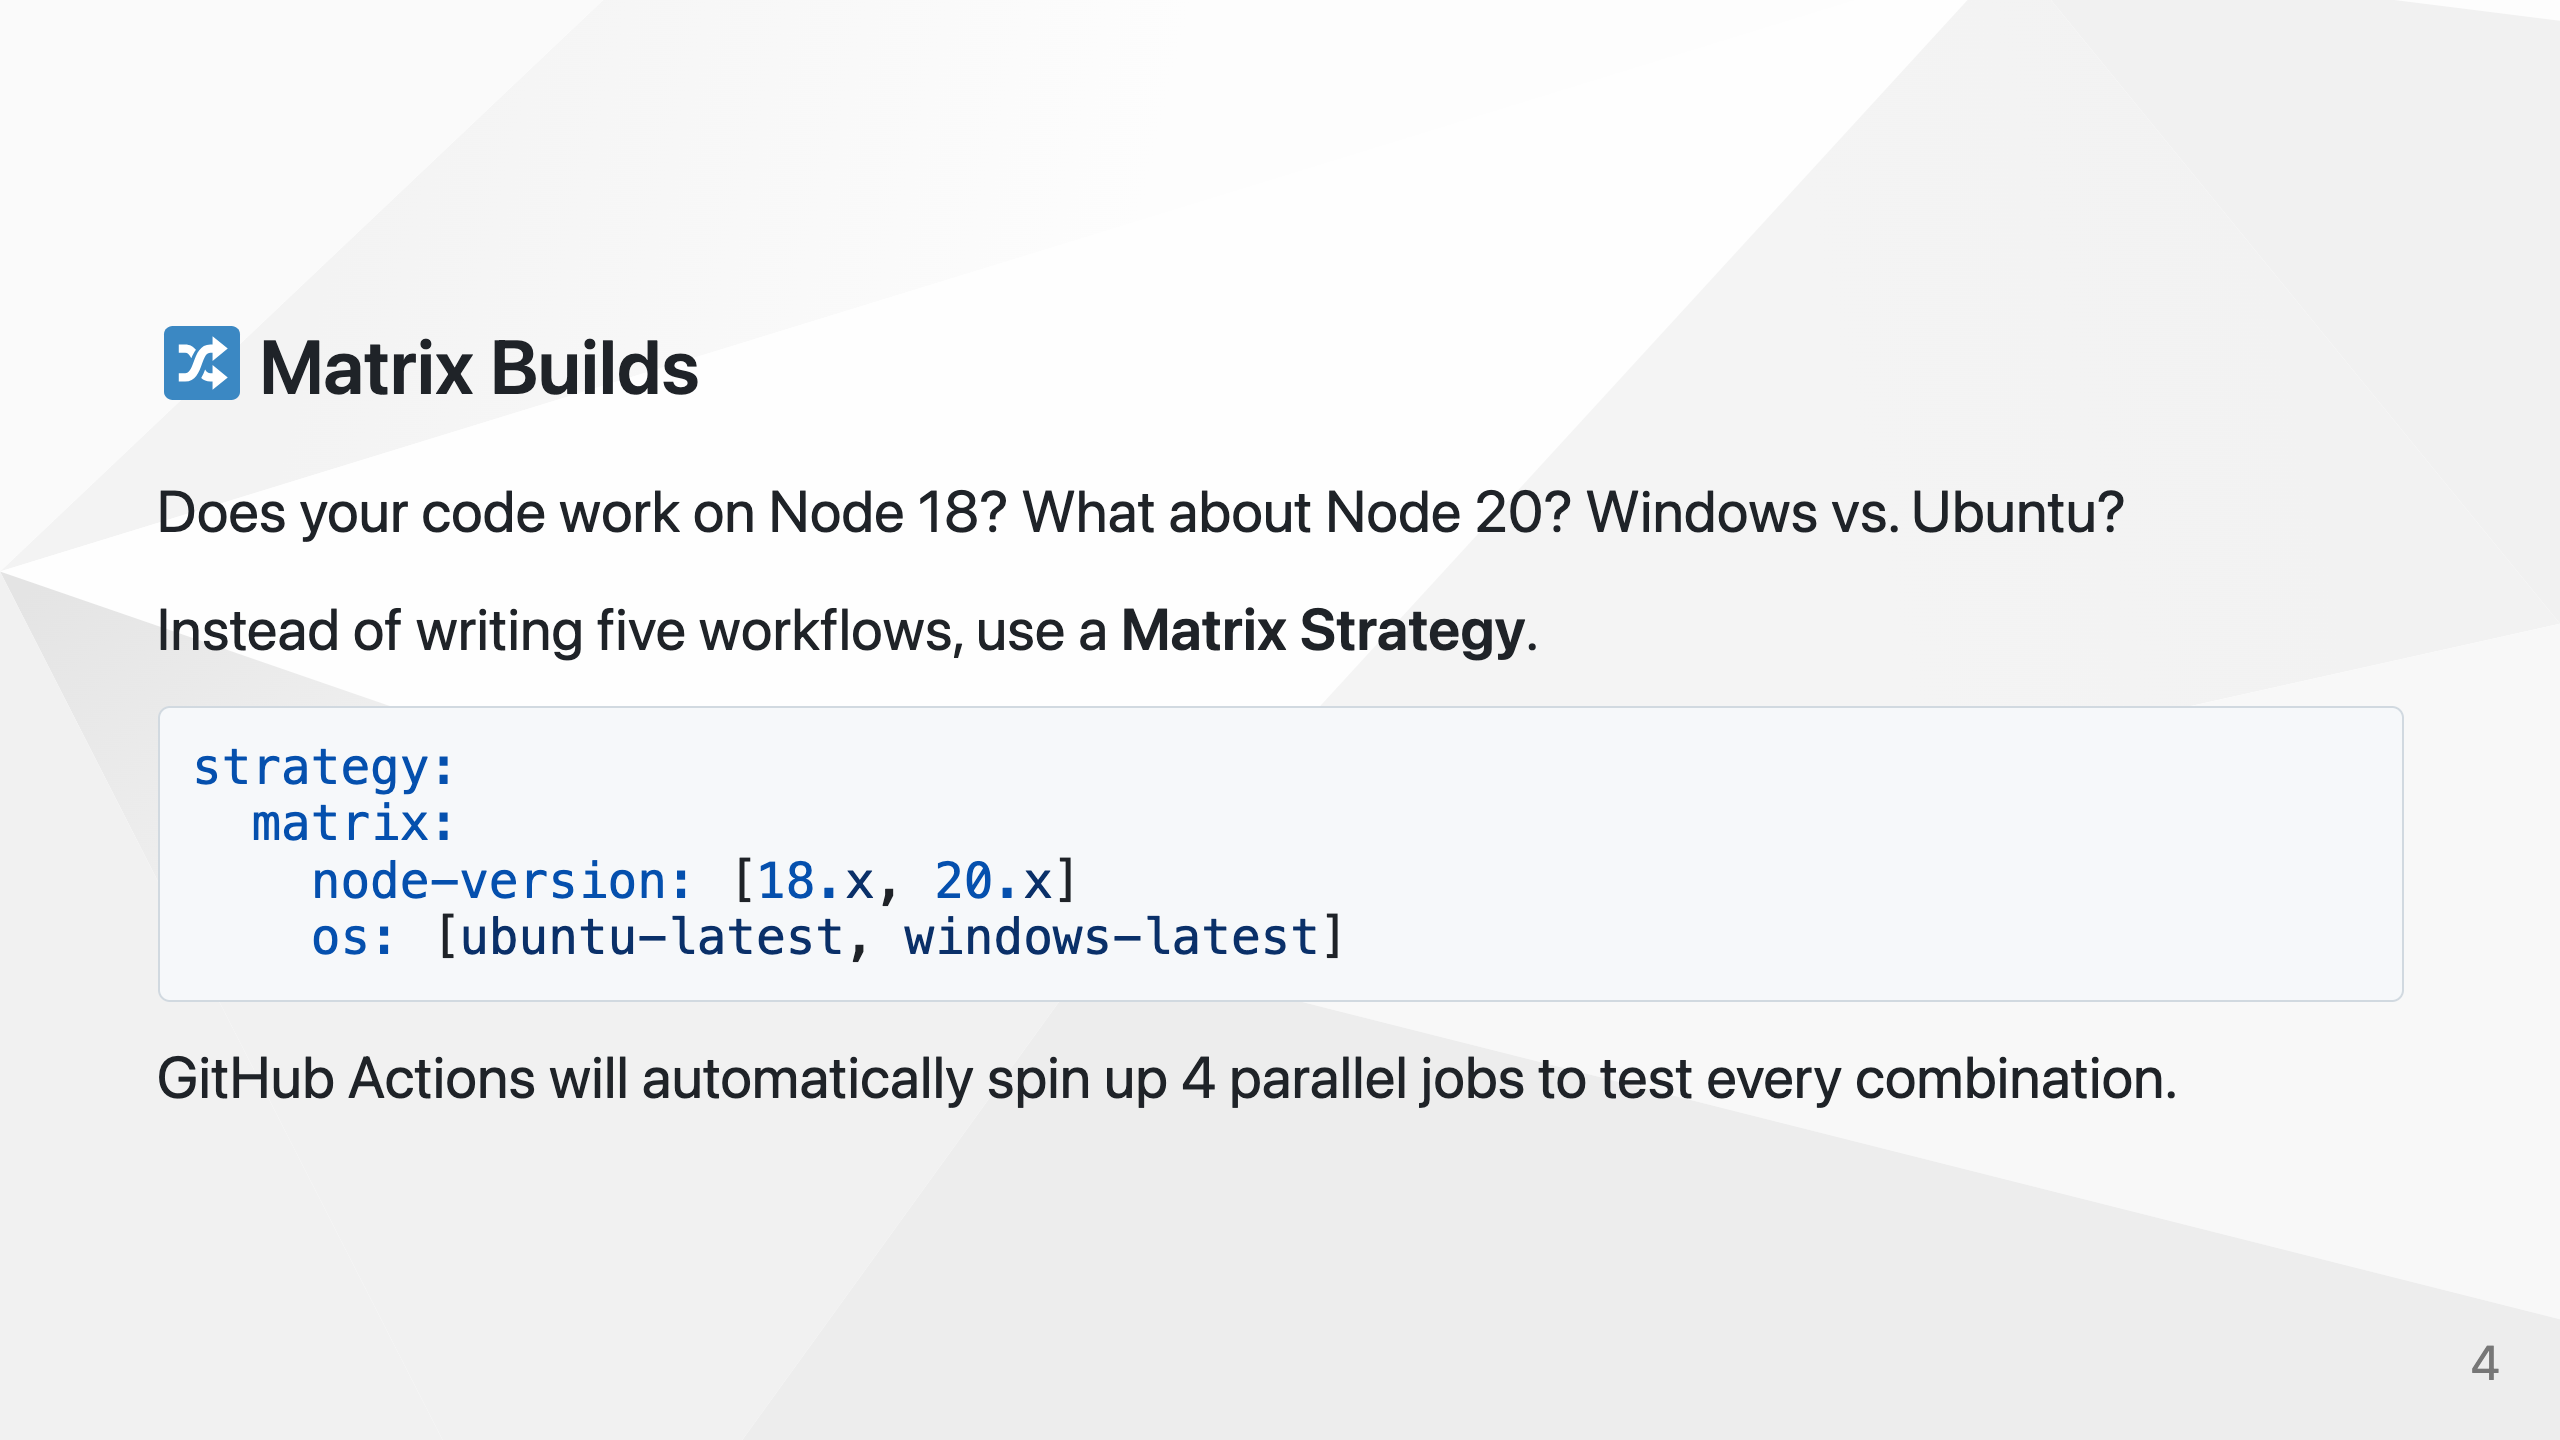 🔀 Matrix Builds
Does your code work on Node 18? What about Node 20? Windows vs. Ubuntu?
Instead of writing five workflows, use a Matrix Strategy.
strategy:
  matrix:
    node-version: [18.x, 20.x]
    os: [ubuntu-latest, windows-latest]
GitHub Actions will automatically spin up 4 parallel jobs to test every combination.
4